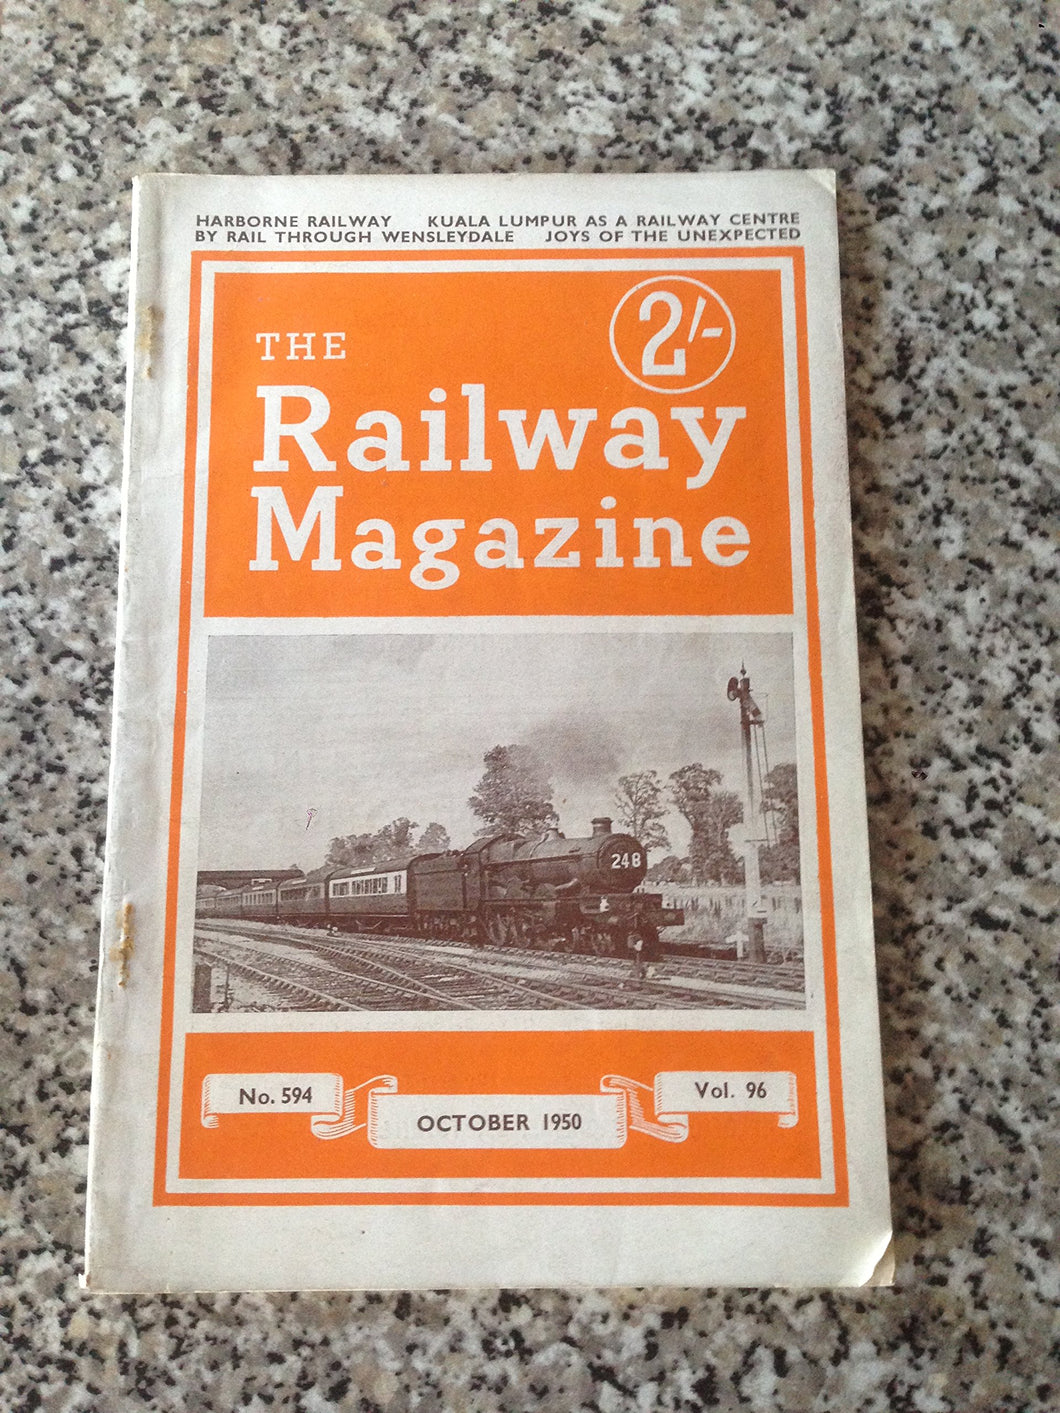 HARBORNE RAILWAY KUALA LUMPUR AS A RAILWAY CENTRE
BY RAIL THROUGH WENSLEYDALE JOYS OF THE UNEXPECTED
2/-
THE
Railway
Magazine
248
No. 594
OCTOBER 1950
Vol. 96